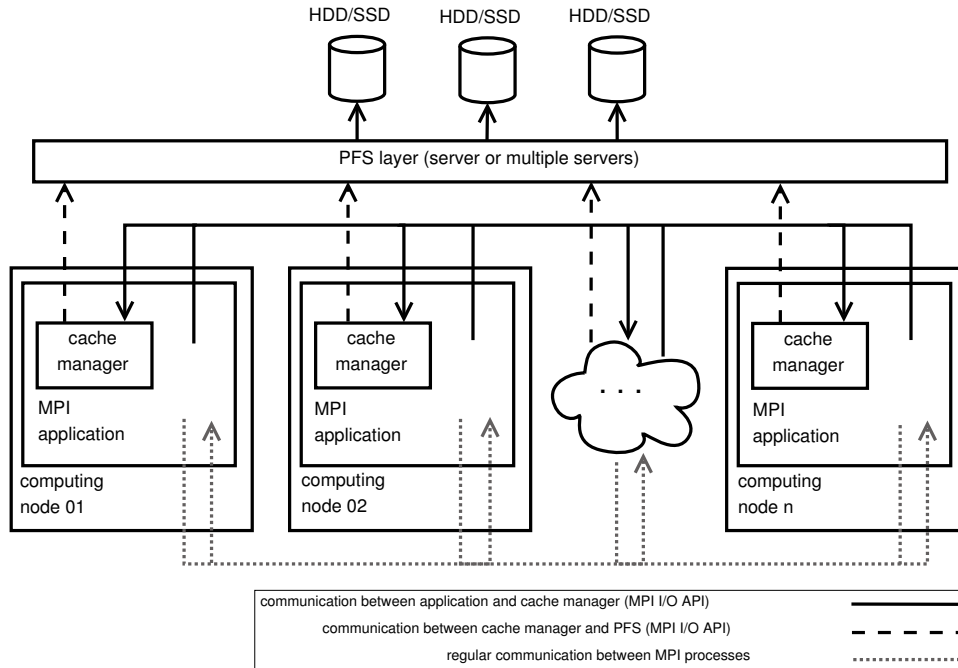 HDD/SSD
HDD/SSD
HDD/SSD
PFS layer (server or multiple servers)
cache
manager
MPI
application
computing
node 01
cache
manager
MPI
application
computing
node 02
. . .
cache
manager
MPI
application
computing
node n
communication between application and cache manager (MPI I/O API)
communication between cache manager and PFS (MPI I/O API)
regular communication between MPI processes